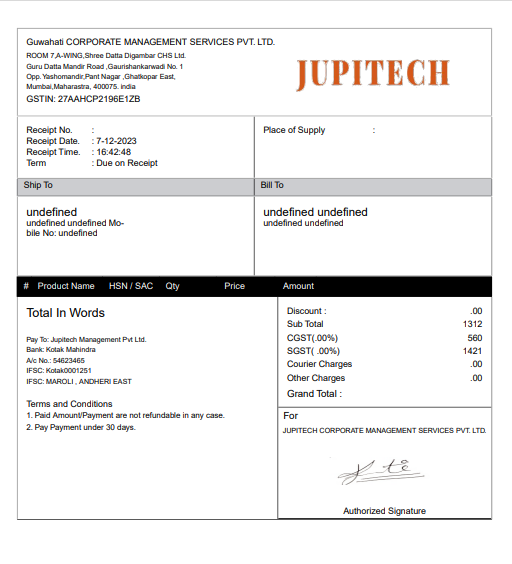 Guwahati CORPORATE MANAGEMENT SERVICES PVT. LTD.
ROOM 7,A-WING,Shree Datta Digambar CHS Ltd.
Guru Datta Mandir Road ,Gaurishankarwadi No. 1
Opp.Yashomandir,Pant Nagar ,Ghatkopar East,
Mumbai,Maharastra, 400075. india
GSTIN: 27AAHCP2196E1ZB
JUPITECH
Receipt No. :
Receipt Date. : 7-12-2023
Receipt Time. : 16:42:48
Term : Due on Receipt
Place of Supply :
Ship To
Bill To
undefined
undefined undefined Mo-
bile No: undefined
undefined undefined
undefined undefined
# Product Name HSN / SAC Qty Price Amount
Total In Words
Pay To: Jupitech Management Pvt Ltd.
Bank: Kotak Mahindra
A/c No.: 54623465
IFSC: Kotak0001251
IFSC: MAROLI , ANDHERI EAST
Terms and Conditions
1. Paid Amount/Payment are not refundable in any case.
2. Pay Payment under 30 days.
Discount : .00
Sub Total 1312
CGST(.00%) 560
SGST( .00%) 1421
Courier Charges .00
Other Charges .00
Grand Total :
For
JUPITECH CORPORATE MANAGEMENT SERVICES PVT. LTD.
Authorized Signature